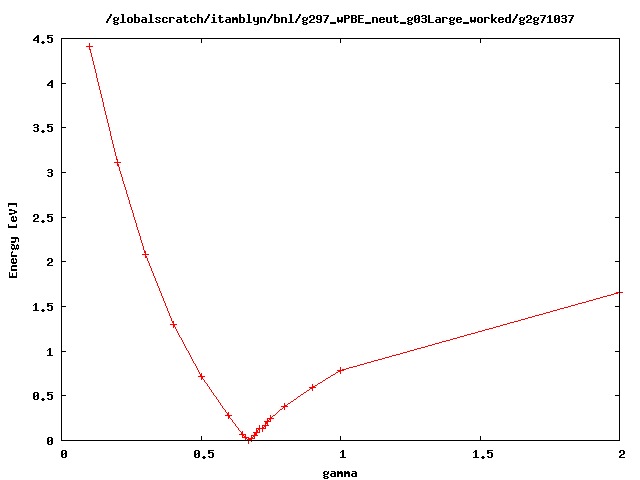 /globalscratch/itamblyn/bnl/g297_wPBE_neut_g03Large_worked/g2g71037
4.5
4
3.5
3
2.5
2
1.5
1
0.5
0
Energy [eV]
0 0.5 1 1.5 2
gamma